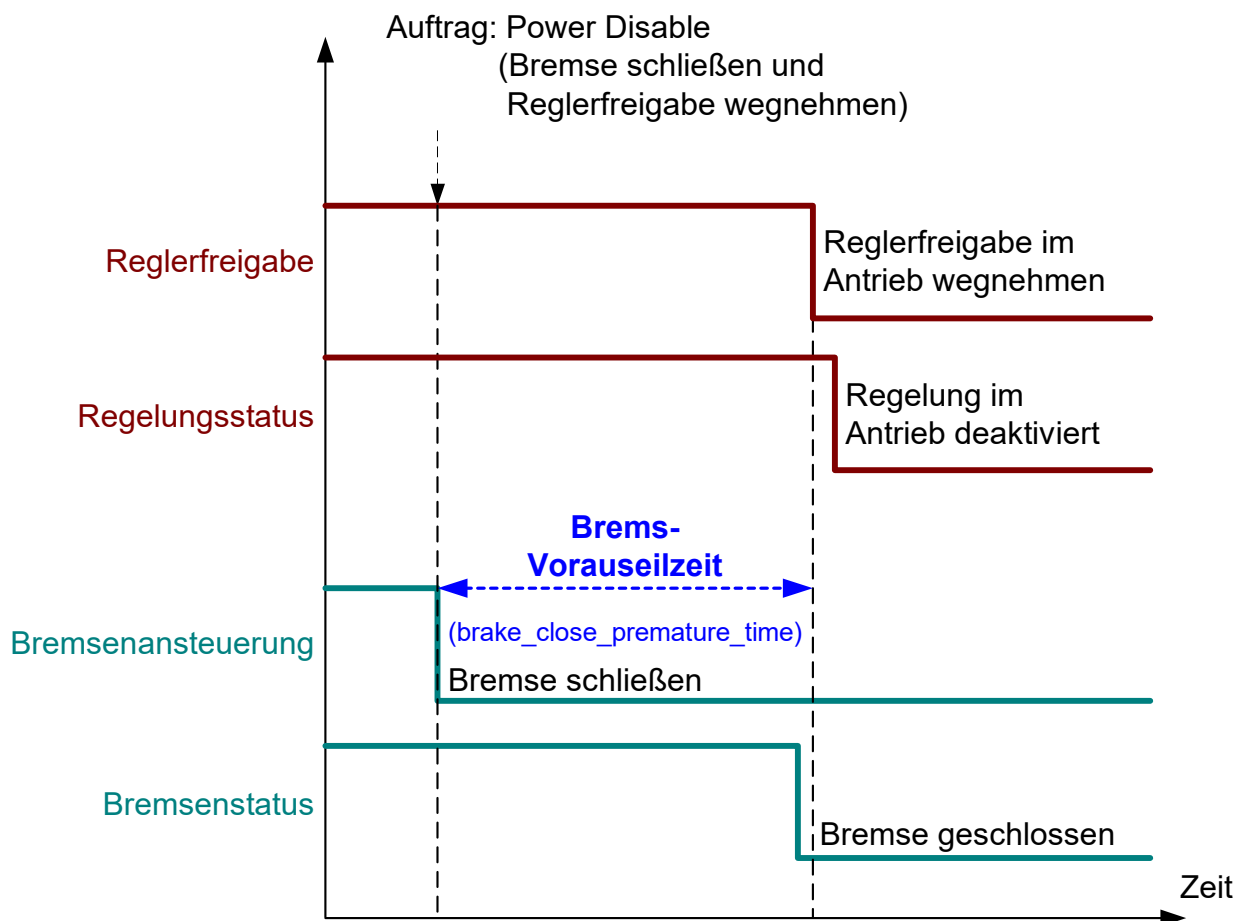 Auftrag: Power Disable
(Bremse schließen und
Reglerfreigabe wegnehmen)
Reglerfreigabe
Reglerfreigabe im
Antrieb wegnehmen
Regelungsstatus
Regelung im
Antrieb deaktiviert
Brems-
Vorauseilzeit
(brake_close_premature_time)
Bremsenansteuerung
Bremse schließen
Bremsenstatus
Bremse geschlossen
Zeit